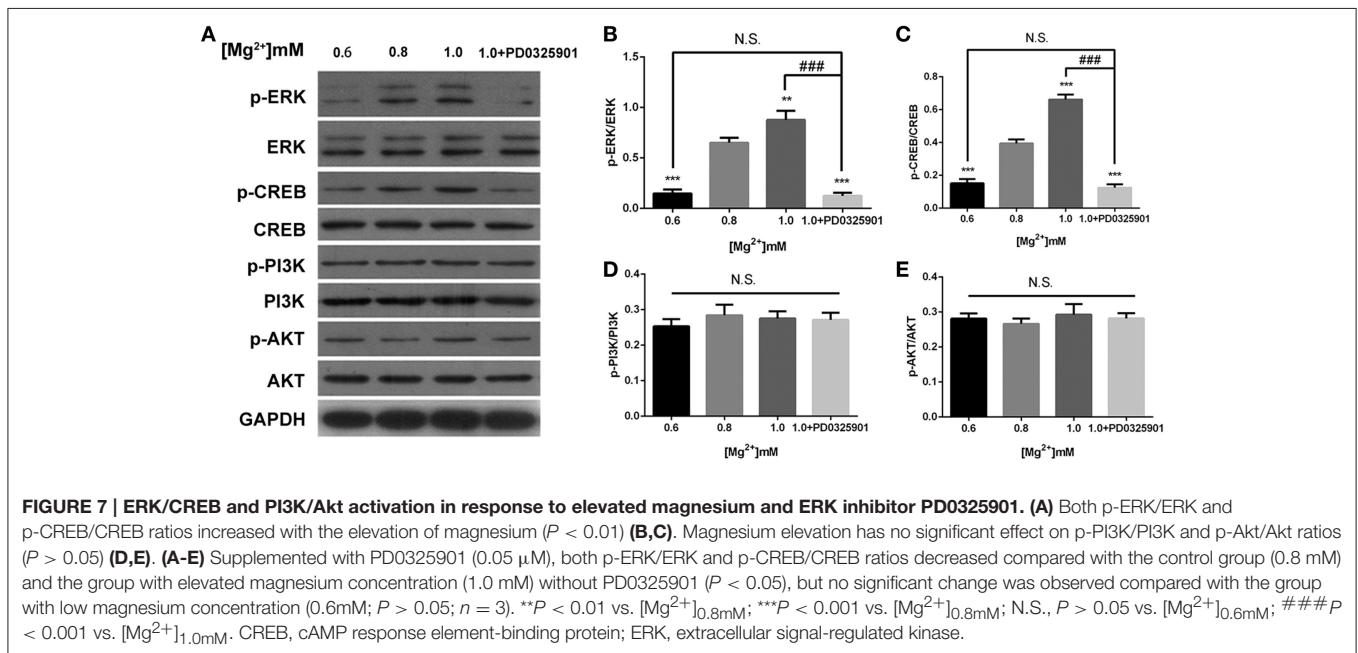 A
[Mg²⁺]mM 0.6 0.8 1.0 1.0+PD0325901
p-ERK
ERK
p-CREB
CREB
p-PI3K
PI3K
p-AKT
AKT
GAPDH
B
N.S.
###
**
***
***
p-ERK/ERK
1.5
1.0
0.5
0.0
0.6 0.8 1.0 1.0+PD0325901
[Mg²⁺]mM
C
N.S.
###
***
***
***
p-CREB/CREB
0.8
0.6
0.4
0.2
0.0
0.6 0.8 1.0 1.0+PD0325901
[Mg²⁺]mM
D
N.S.
p-PI3K/PI3K
0.4
0.3
0.2
0.1
0.0
0.6 0.8 1.0 1.0+PD0325901
[Mg²⁺]mM
E
N.S.
p-AKT/AKT
0.4
0.3
0.2
0.1
0.0
0.6 0.8 1.0 1.0+PD0325901
[Mg²⁺]mM
FIGURE 7 | ERK/CREB and PI3K/Akt activation in response to elevated magnesium and ERK inhibitor PD0325901. (A) Both p-ERK/ERK and
p-CREB/CREB ratios increased with the elevation of magnesium (P < 0.01) (B,C). Magnesium elevation has no significant effect on p-PI3K/PI3K and p-Akt/Akt ratios
(P > 0.05) (D,E). (A-E) Supplemented with PD0325901 (0.05 μM), both p-ERK/ERK and p-CREB/CREB ratios decreased compared with the control group (0.8 mM)
and the group with elevated magnesium concentration (1.0 mM) without PD0325901 (P < 0.05), but no significant change was observed compared with the group
with low magnesium concentration (0.6mM; P > 0.05; n = 3). **P < 0.01 vs. [Mg²⁺]0.8mM; ***P < 0.001 vs. [Mg²⁺]0.8mM; N.S., P > 0.05 vs. [Mg²⁺]0.6mM; ###P
< 0.001 vs. [Mg²⁺]1.0mM. CREB, cAMP response element-binding protein; ERK, extracellular signal-regulated kinase.